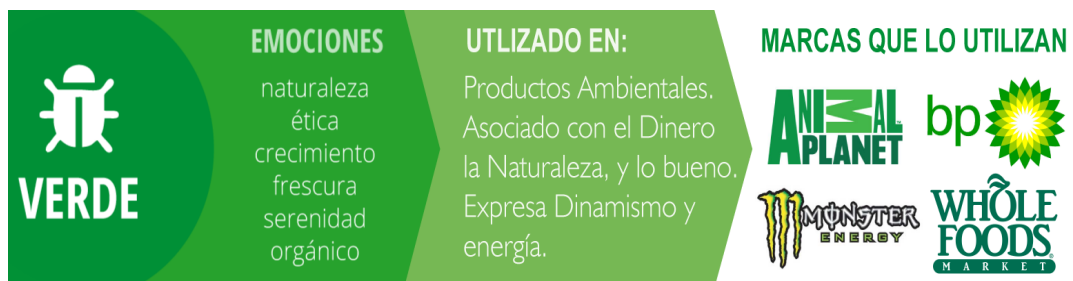 VERDE
EMOCIONES
naturaleza
ética
crecimiento
frescura
serenidad
orgánico
UTLIZADO EN:
Productos Ambientales.
Asociado con el Dinero
la Naturaleza, y lo bueno.
Expresa Dinamismo y
energía.
MARCAS QUE LO UTILIZAN
ANIMAL
PLANET
bp
MONSTER
ENERGY
WHOLE
FOODS
MARKET